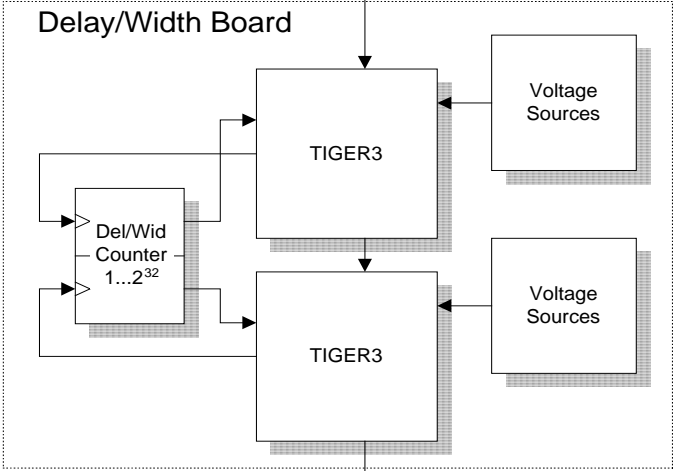 Delay/Width Board
Voltage
Sources
TIGER3
Del/Wid
Counter
1...2³²
Voltage
Sources
TIGER3